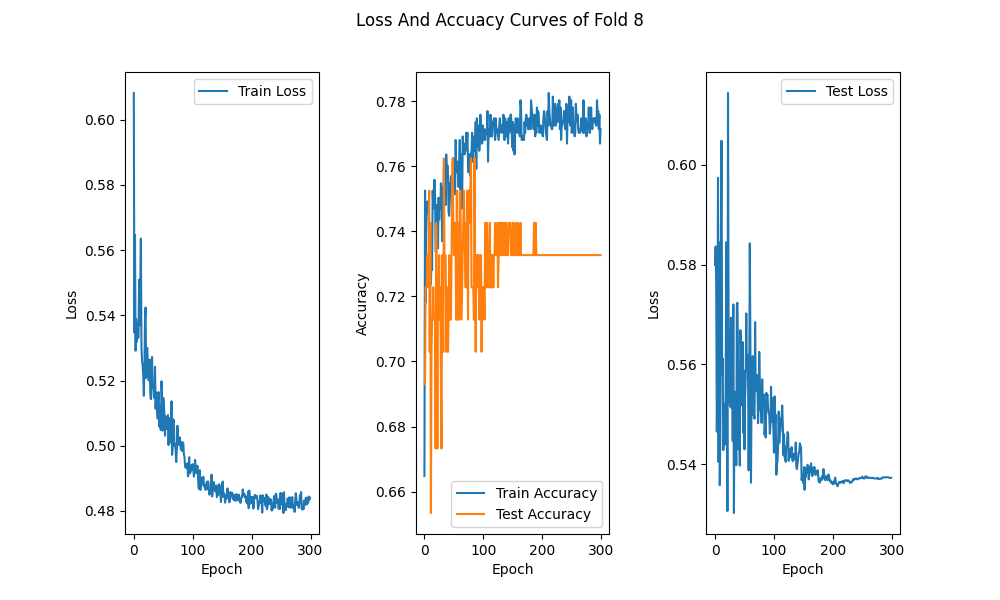 Loss And Accuacy Curves of Fold 8
Train Loss
0.60
0.58
0.56
0.54
0.52
0.50
0.48
Loss
0 100 200 300
Epoch
0.78
0.76
0.74
0.72
0.70
0.68
0.66
Accuracy
Train Accuracy
Test Accuracy
0 100 200 300
Epoch
Test Loss
0.60
0.58
0.56
0.54
Loss
0 100 200 300
Epoch